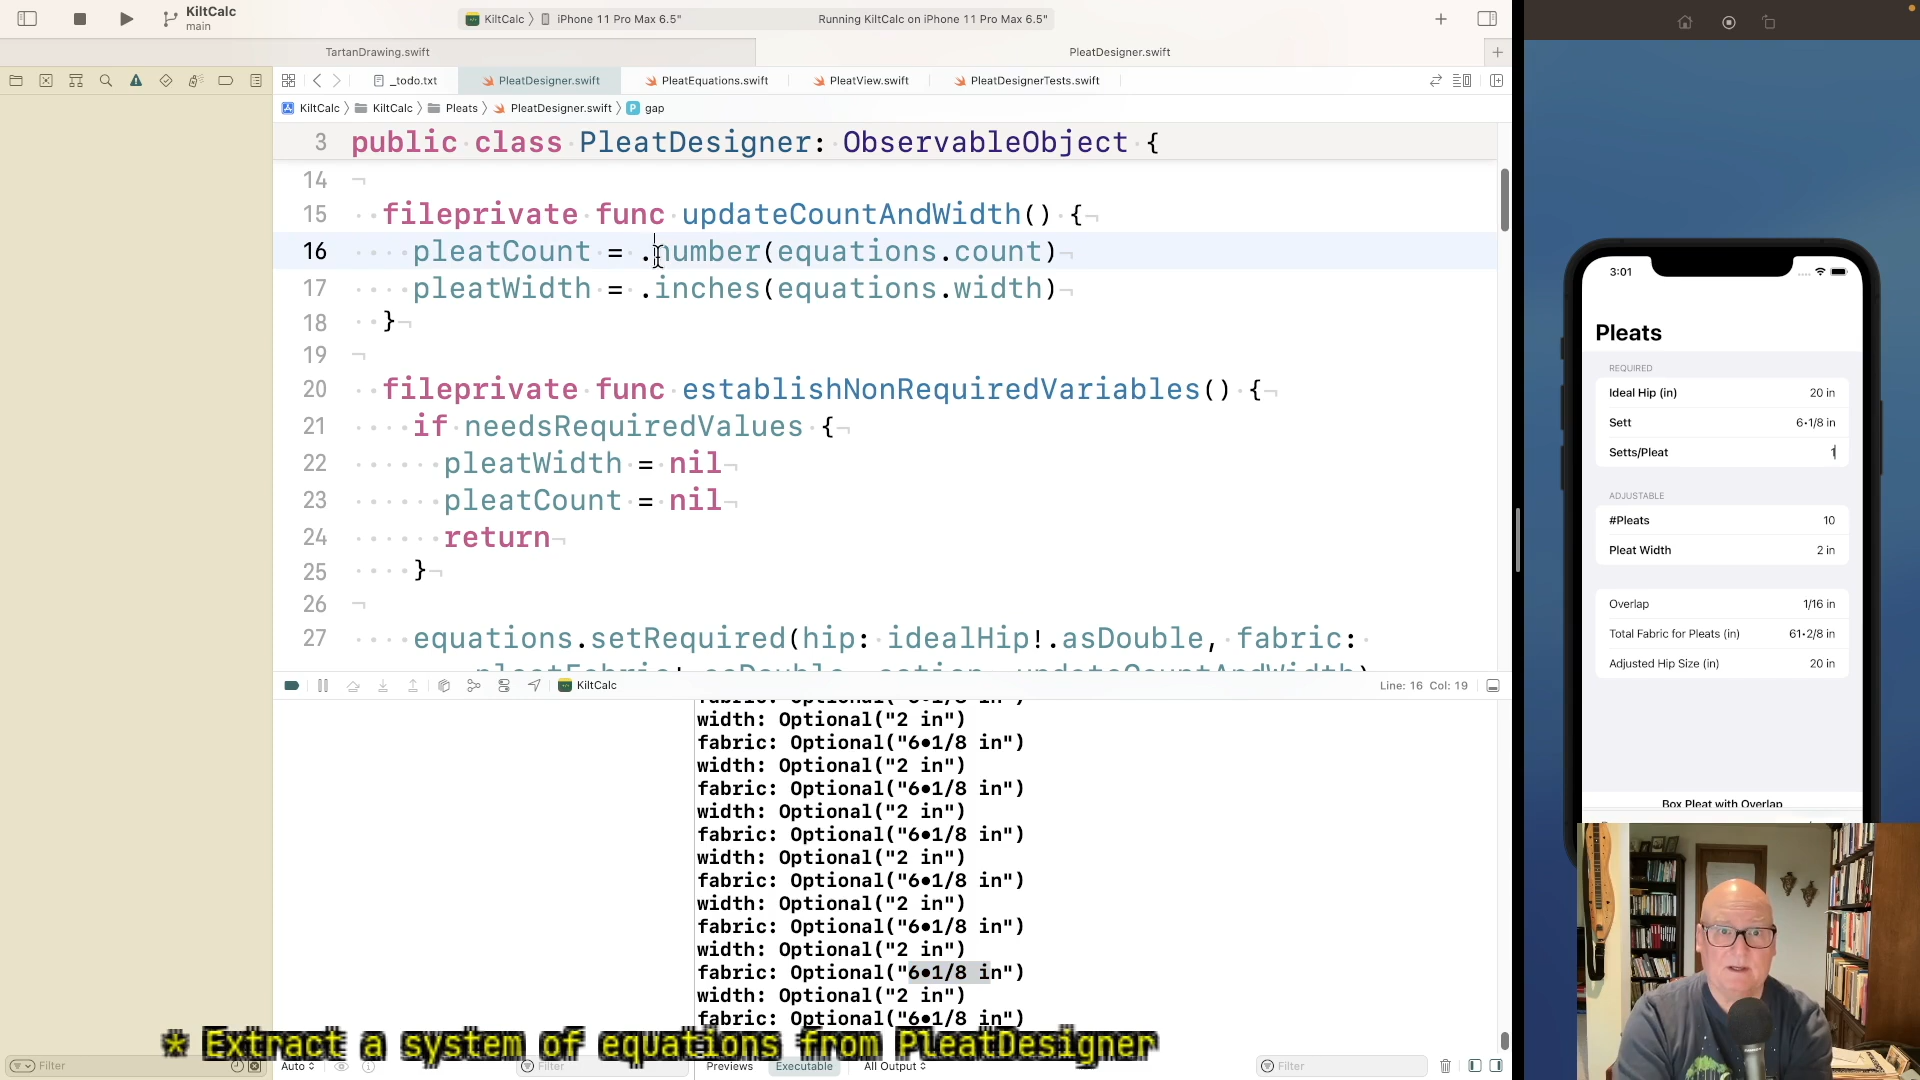 KiltCalc
main
KiltCalc
iPhone 11 Pro Max 6.5"
Running KiltCalc on iPhone 11 Pro Max 6.5"
TartanDrawing.swift
PleatDesigner.swift
_todo.txt
PleatDesigner.swift
PleatEquations.swift
PleatView.swift
PleatDesignerTests.swift
KiltCalc
KiltCalc
Pleats
PleatDesigner.swift
P gap
3 public class PleatDesigner: ObservableObject {
14
15 fileprivate func updateCountAndWidth() {
16 pleatCount = .number(equations.count)
17 pleatWidth = .inches(equations.width)
18 }
19
20 fileprivate func establishNonRequiredVariables() {
21 if needsRequiredValues {
22 pleatWidth = nil
23 pleatCount = nil
24 return
25 }
26
27 equations.setRequired(hip: idealHip!.asDouble, fabric:
pleatFabric!.asDouble, action: updateCountAndWidth)
KiltCalc
Line: 16 Col: 19
fabric: Optional("6•1/8 in")
width: Optional("2 in")
fabric: Optional("6•1/8 in")
width: Optional("2 in")
fabric: Optional("6•1/8 in")
width: Optional("2 in")
fabric: Optional("6•1/8 in")
width: Optional("2 in")
fabric: Optional("6•1/8 in")
width: Optional("2 in")
fabric: Optional("6•1/8 in")
width: Optional("2 in")
fabric: Optional("6•1/8 in")
width: Optional("2 in")
fabric: Optional("6•1/8 in")
* Extract a system of equations from PleatDesigner
Filter
Auto
Filter
Previews
Executable
All Output
Filter
3:01
Pleats
REQUIRED
Ideal Hip (in) 20 in
Sett 6•1/8 in
Setts/Pleat 1
ADJUSTABLE
#Pleats 10
Pleat Width 2 in
Overlap 1/16 in
Total Fabric for Pleats (in) 61•2/8 in
Adjusted Hip Size (in) 20 in
Box Pleat with Overlap